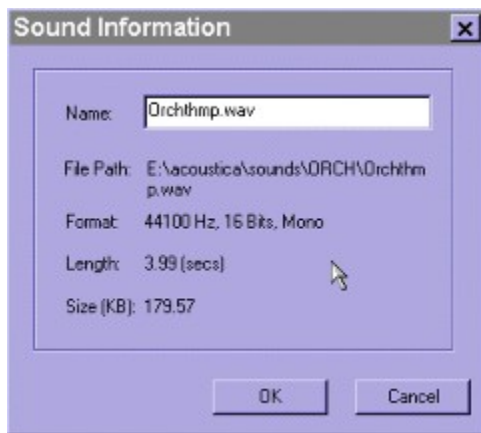 Sound Information
Name: Orchthmp.wav
File Path: E:\acoustica\sounds\ORCH\Orchthm
p.wav
Format: 44100 Hz, 16 Bits, Mono
Length: 3.99 (secs)
Size (KB): 179.57
OK Cancel